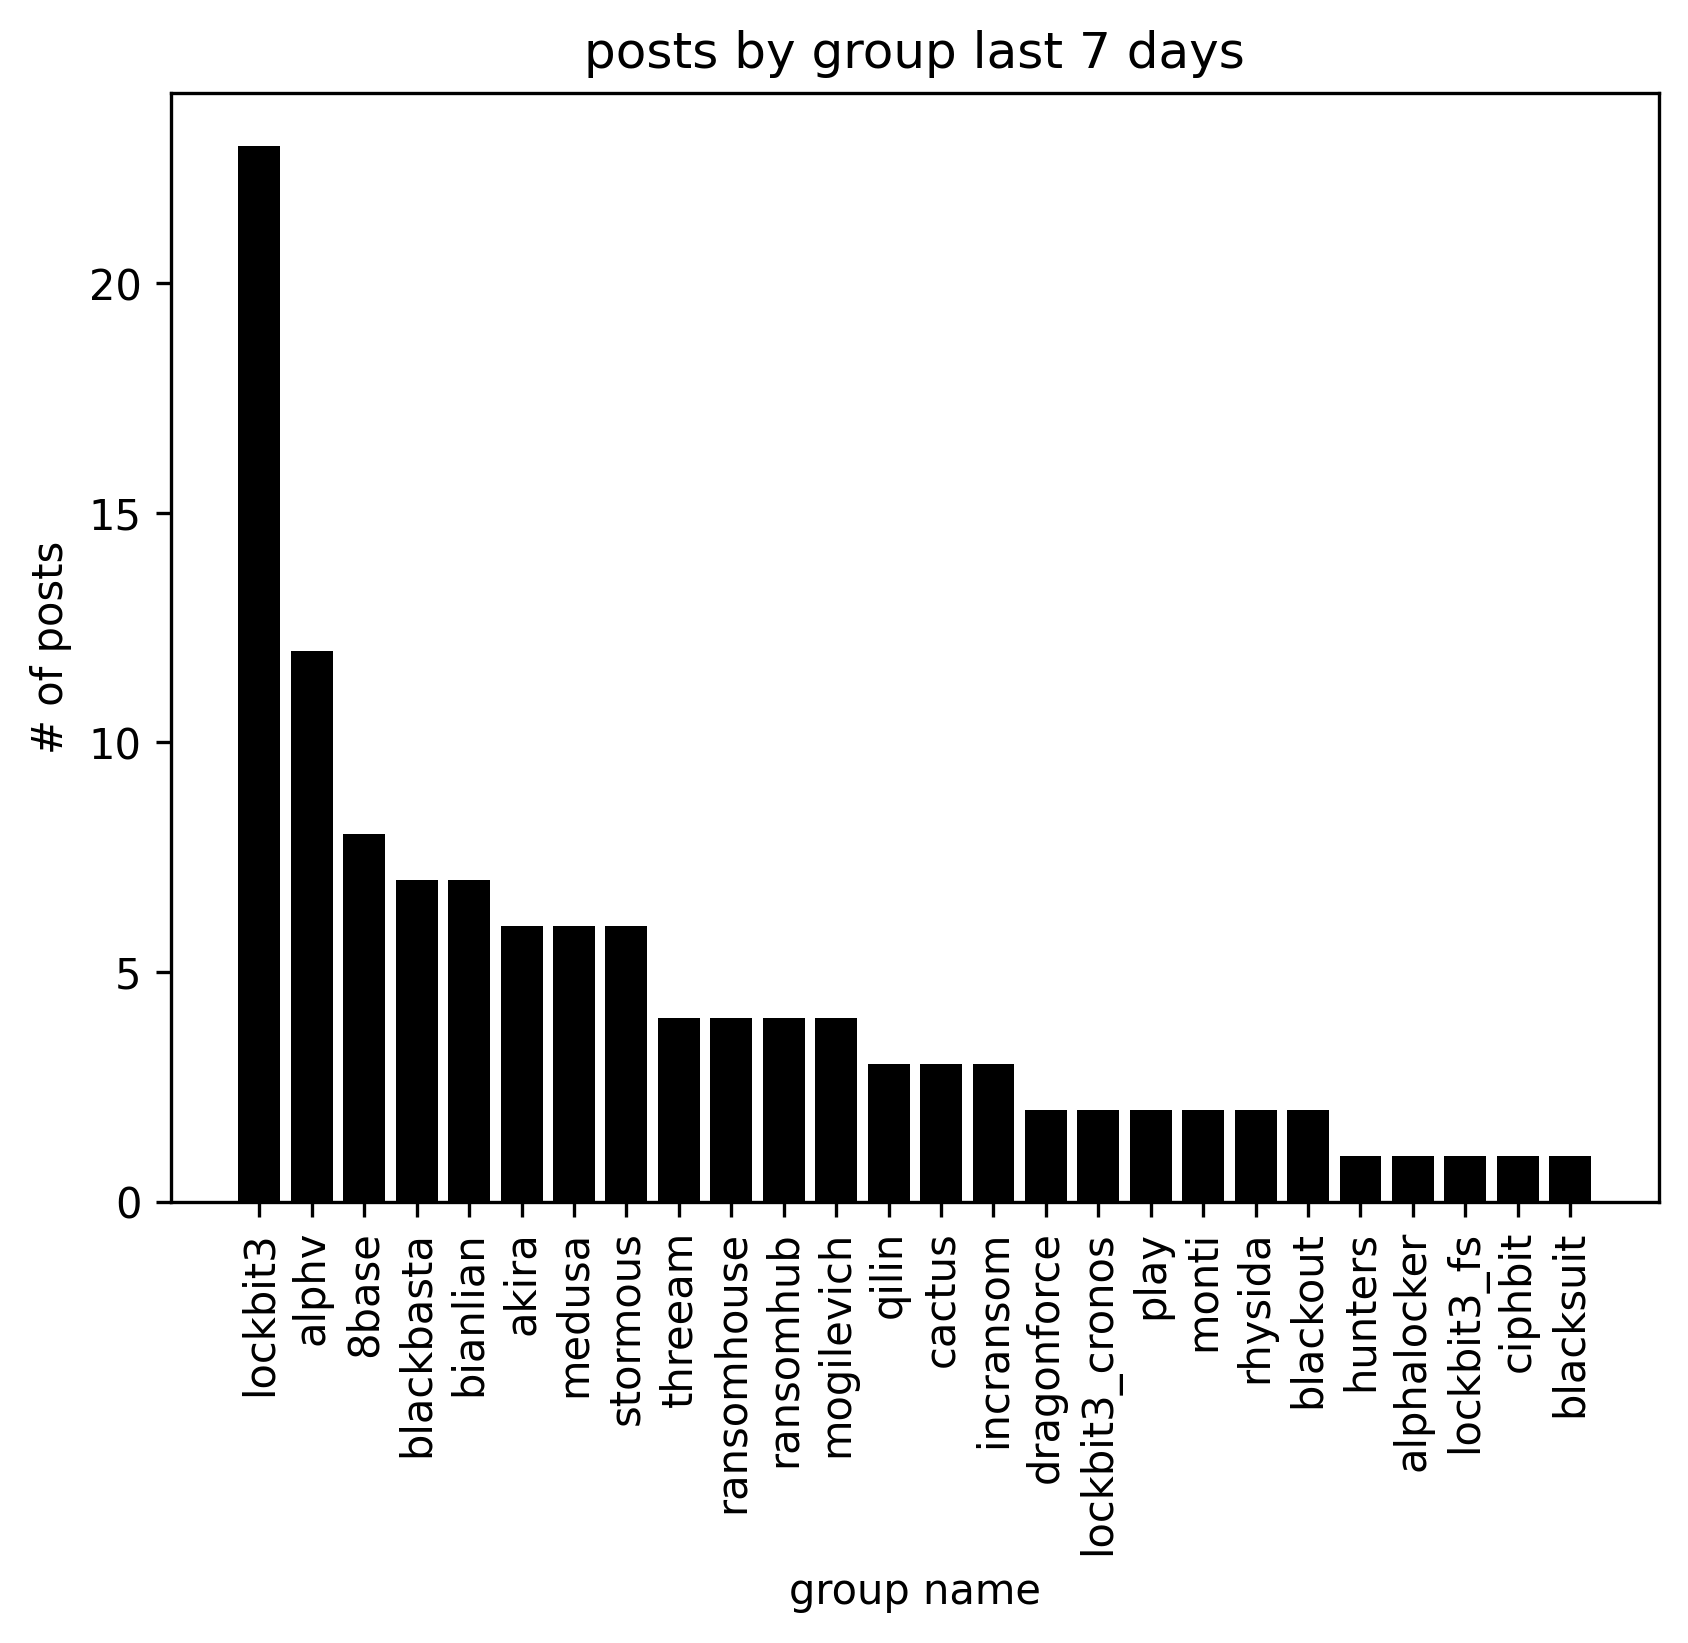 posts by group last 7 days
# of posts
20
15
10
5
0
lockbit3
alphv
8base
blackbasta
bianlian
akira
medusa
stormous
threeam
ransomhouse
ransomhub
mogilevich
qilin
cactus
incransom
dragonforce
lockbit3_cronos
play
monti
rhysida
blackout
hunters
alphalocker
lockbit3_fs
ciphbit
blacksuit
group name